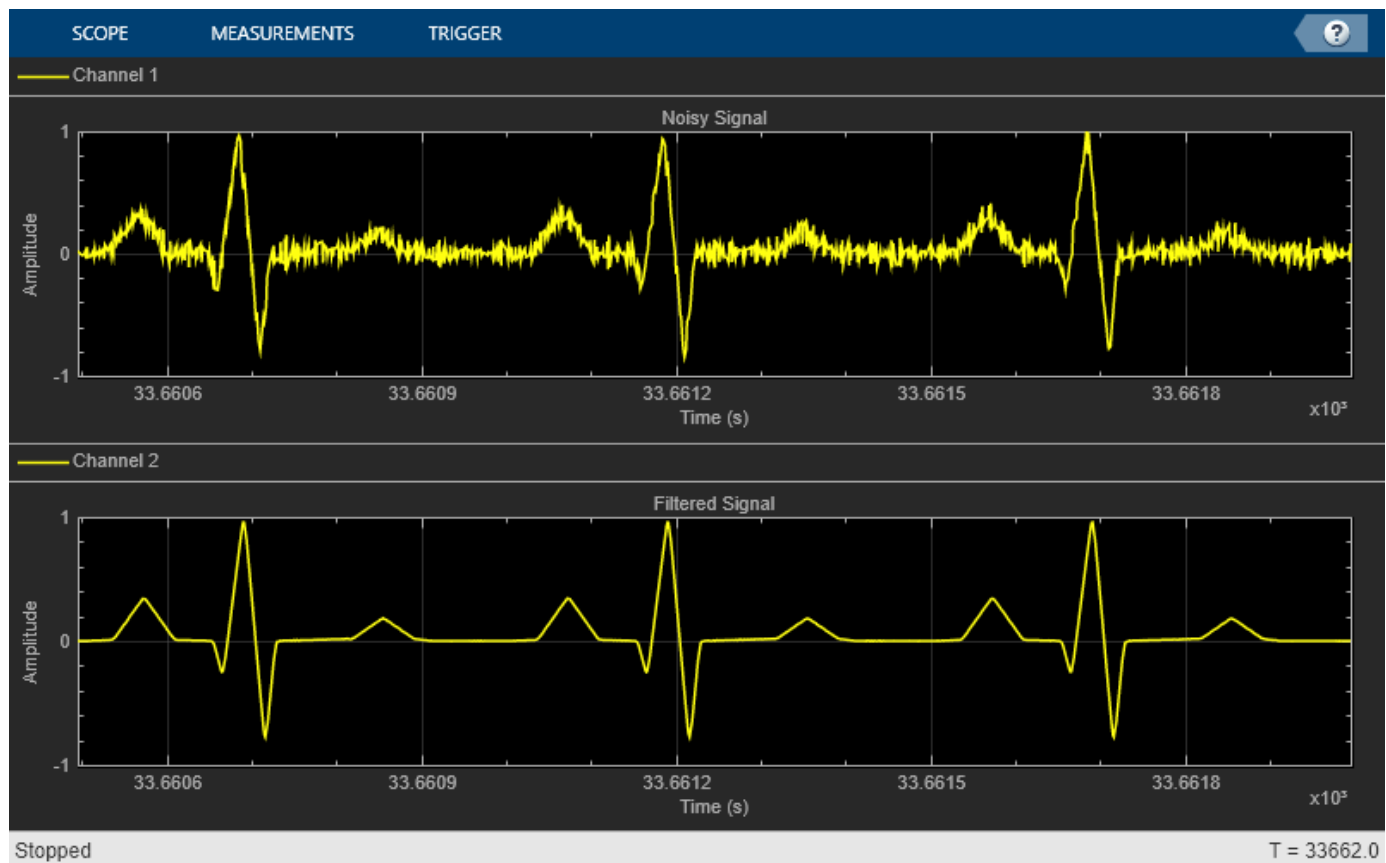 SCOPE MEASUREMENTS TRIGGER ?
Channel 1
Noisy Signal
Amplitude
1
0
-1
33.6606 33.6609 33.6612 33.6615 33.6618
Time (s)
x10³
Channel 2
Filtered Signal
Amplitude
1
0
-1
33.6606 33.6609 33.6612 33.6615 33.6618
Time (s)
x10³
Stopped T = 33662.0